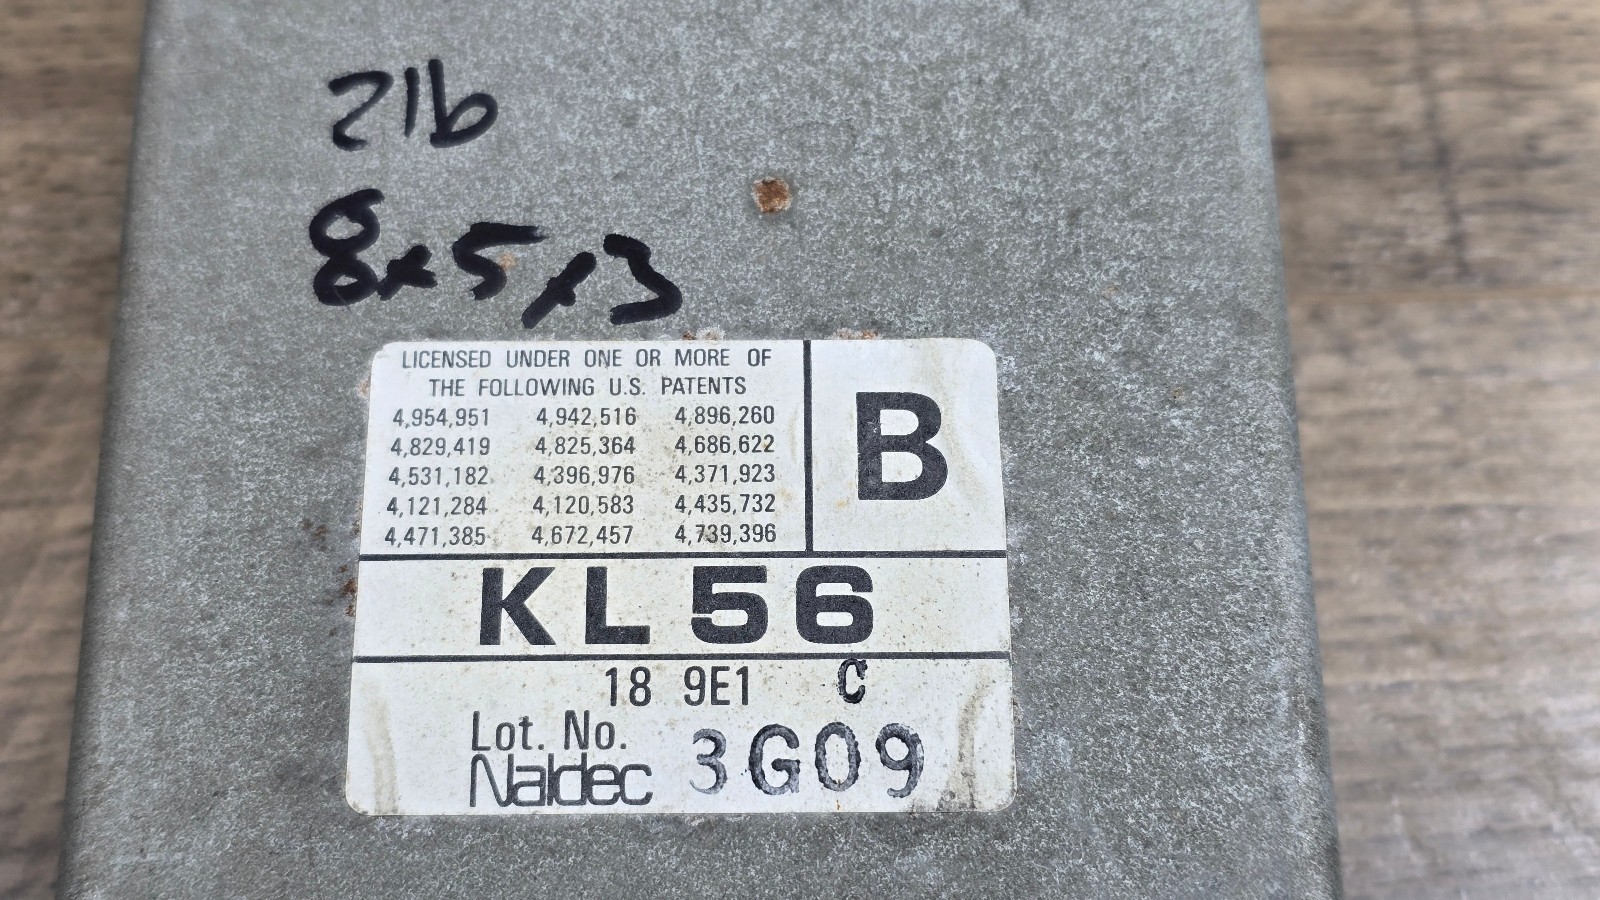 2lb
8x5x3
LICENSED UNDER ONE OR MORE OF
THE FOLLOWING U.S. PATENTS
4,954,951 4,942,516 4,896,260
4,829,419 4,825,364 4,686,622
4,531,182 4,396,976 4,371,923
4,121,284 4,120,583 4,435,732
4,471,385 4,672,457 4,739,396
B
KL56
18 9E1 C
Lot. No.
Naldec 3G09